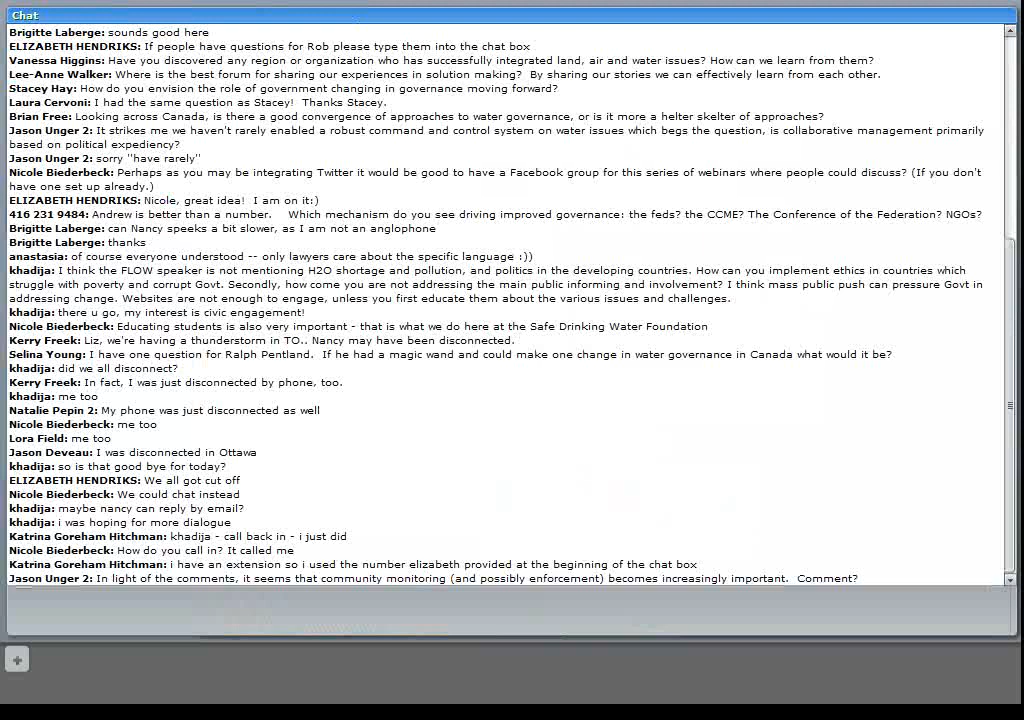 Chat
Brigitte Laberge: sounds good here
ELIZABETH HENDRIKS: If people have questions for Rob please type them into the chat box
Vanessa Higgins: Have you discovered any region or organization who has successfully integrated land, air and water issues? How can we learn from them?
Lee-Anne Walker: Where is the best forum for sharing our experiences in solution making?  By sharing our stories we can effectively learn from each other.
Stacey Hay: How do you envision the role of government changing in governance moving forward?
Laura Cervoni: I had the same question as Stacey!  Thanks Stacey.
Brian Free: Looking across Canada, is there a good convergence of approaches to water governance, or is it more a helter skelter of approaches?
Jason Unger 2: It strikes me we haven't rarely enabled a robust command and control system on water issues which begs the question, is collaborative management primarily
based on political expediency?
Jason Unger 2: sorry "have rarely"
Nicole Biederbeck: Perhaps as you may be integrating Twitter it would be good to have a Facebook group for this series of webinars where people could discuss? (If you don't
have one set up already.)
ELIZABETH HENDRIKS: Nicole, great idea!  I am on it:)
416 231 9484: Andrew is better than a number.    Which mechanism do you see driving improved governance: the feds? the CCME? The Conference of the Federation? NGOs?
Brigitte Laberge: can Nancy speeks a bit slower, as I am not an anglophone
Brigitte Laberge: thanks
anastasia: of course everyone understood -- only lawyers care about the specific language :))
khadija: I think the FLOW speaker is not mentioning H2O shortage and pollution, and politics in the developing countries. How can you implement ethics in countries which
struggle with poverty and corrupt Govt. Secondly, how come you are not addressing the main public informing and involvement? I think mass public push can pressure Govt in
addressing change. Websites are not enough to engage, unless you first educate them about the various issues and challenges.
khadija: there u go, my interest is civic engagement!
Nicole Biederbeck: Educating students is also very important - that is what we do here at the Safe Drinking Water Foundation
Kerry Freek: Liz, we're having a thunderstorm in TO.. Nancy may have been disconnected.
Selina Young: I have one question for Ralph Pentland.  If he had a magic wand and could make one change in water governance in Canada what would it be?
khadija: did we all disconnect?
Kerry Freek: In fact, I was just disconnected by phone, too.
khadija: me too
Natalie Pepin 2: My phone was just disconnected as well
Nicole Biederbeck: me too
Lora Field: me too
Jason Deveau: I was disconnected in Ottawa
khadija: so is that good bye for today?
ELIZABETH HENDRIKS: We all got cut off
Nicole Biederbeck: We could chat instead
khadija: maybe nancy can reply by email?
khadija: i was hoping for more dialogue
Katrina Goreham Hitchman: khadija - call back in - i just did
Nicole Biederbeck: How do you call in? It called me
Katrina Goreham Hitchman: i have an extension so i used the number elizabeth provided at the beginning of the chat box
Jason Unger 2: In light of the comments, it seems that community monitoring (and possibly enforcement) becomes increasingly important.  Comment?